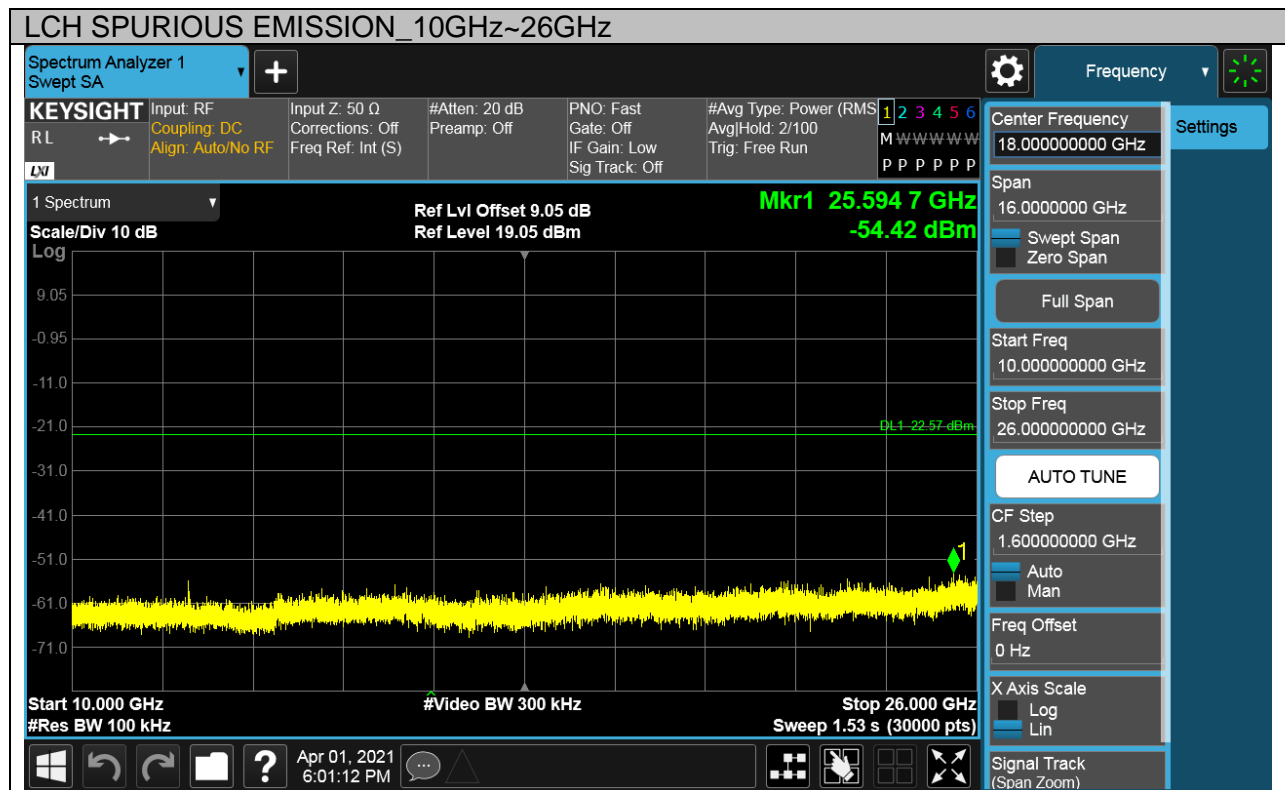 LCH SPURIOUS EMISSION_10GHz~26GHz
Spectrum Analyzer 1
Swept SA
+
Frequency
KEYSIGHT
RL
LXI
Input: RF
Coupling: DC
Align: Auto/No RF
Input Z: 50 Ω
Corrections: Off
Freq Ref: Int (S)
#Atten: 20 dB
Preamp: Off
PNO: Fast
Gate: Off
IF Gain: Low
Sig Track: Off
#Avg Type: Power (RMS
Avg|Hold: 2/100
Trig: Free Run
1 2 3 4 5 6
M W W W W W
P P P P P P
Center Frequency
18.000000000 GHz
Settings
Span
16.0000000 GHz
Swept Span
Zero Span
Full Span
Start Freq
10.000000000 GHz
Stop Freq
26.000000000 GHz
AUTO TUNE
CF Step
1.600000000 GHz
Auto
Man
Freq Offset
0 Hz
X Axis Scale
Log
Lin
Signal Track
(Span Zoom)
1 Spectrum
Scale/Div 10 dB
Ref Lvl Offset 9.05 dB
Ref Level 19.05 dBm
Mkr1 25.594 7 GHz
-54.42 dBm
Log
9.05
-0.95
-11.0
-21.0
DL1 -22.57 dBm
-31.0
-41.0
-51.0
1
-61.0
-71.0
Start 10.000 GHz
#Video BW 300 kHz
Stop 26.000 GHz
#Res BW 100 kHz
Sweep 1.53 s (30000 pts)
?
Apr 01, 2021
6:01:12 PM